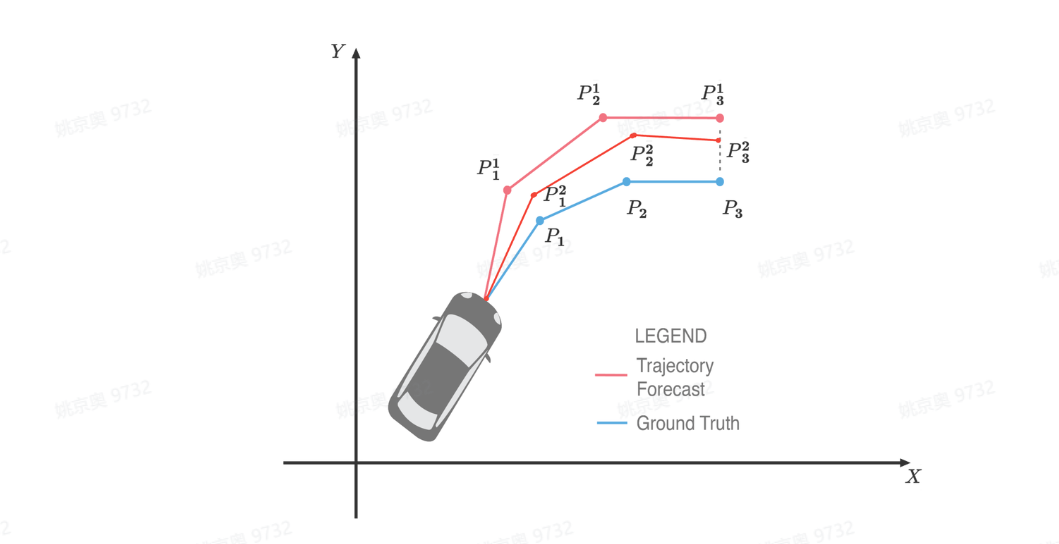 Y
P_2^1
P_3^1
P_2^2
P_3^2
P_1^1
P_1^2
P_2
P_3
P_1
LEGEND
Trajectory
Forecast
Ground Truth
X
姚京奥 9732